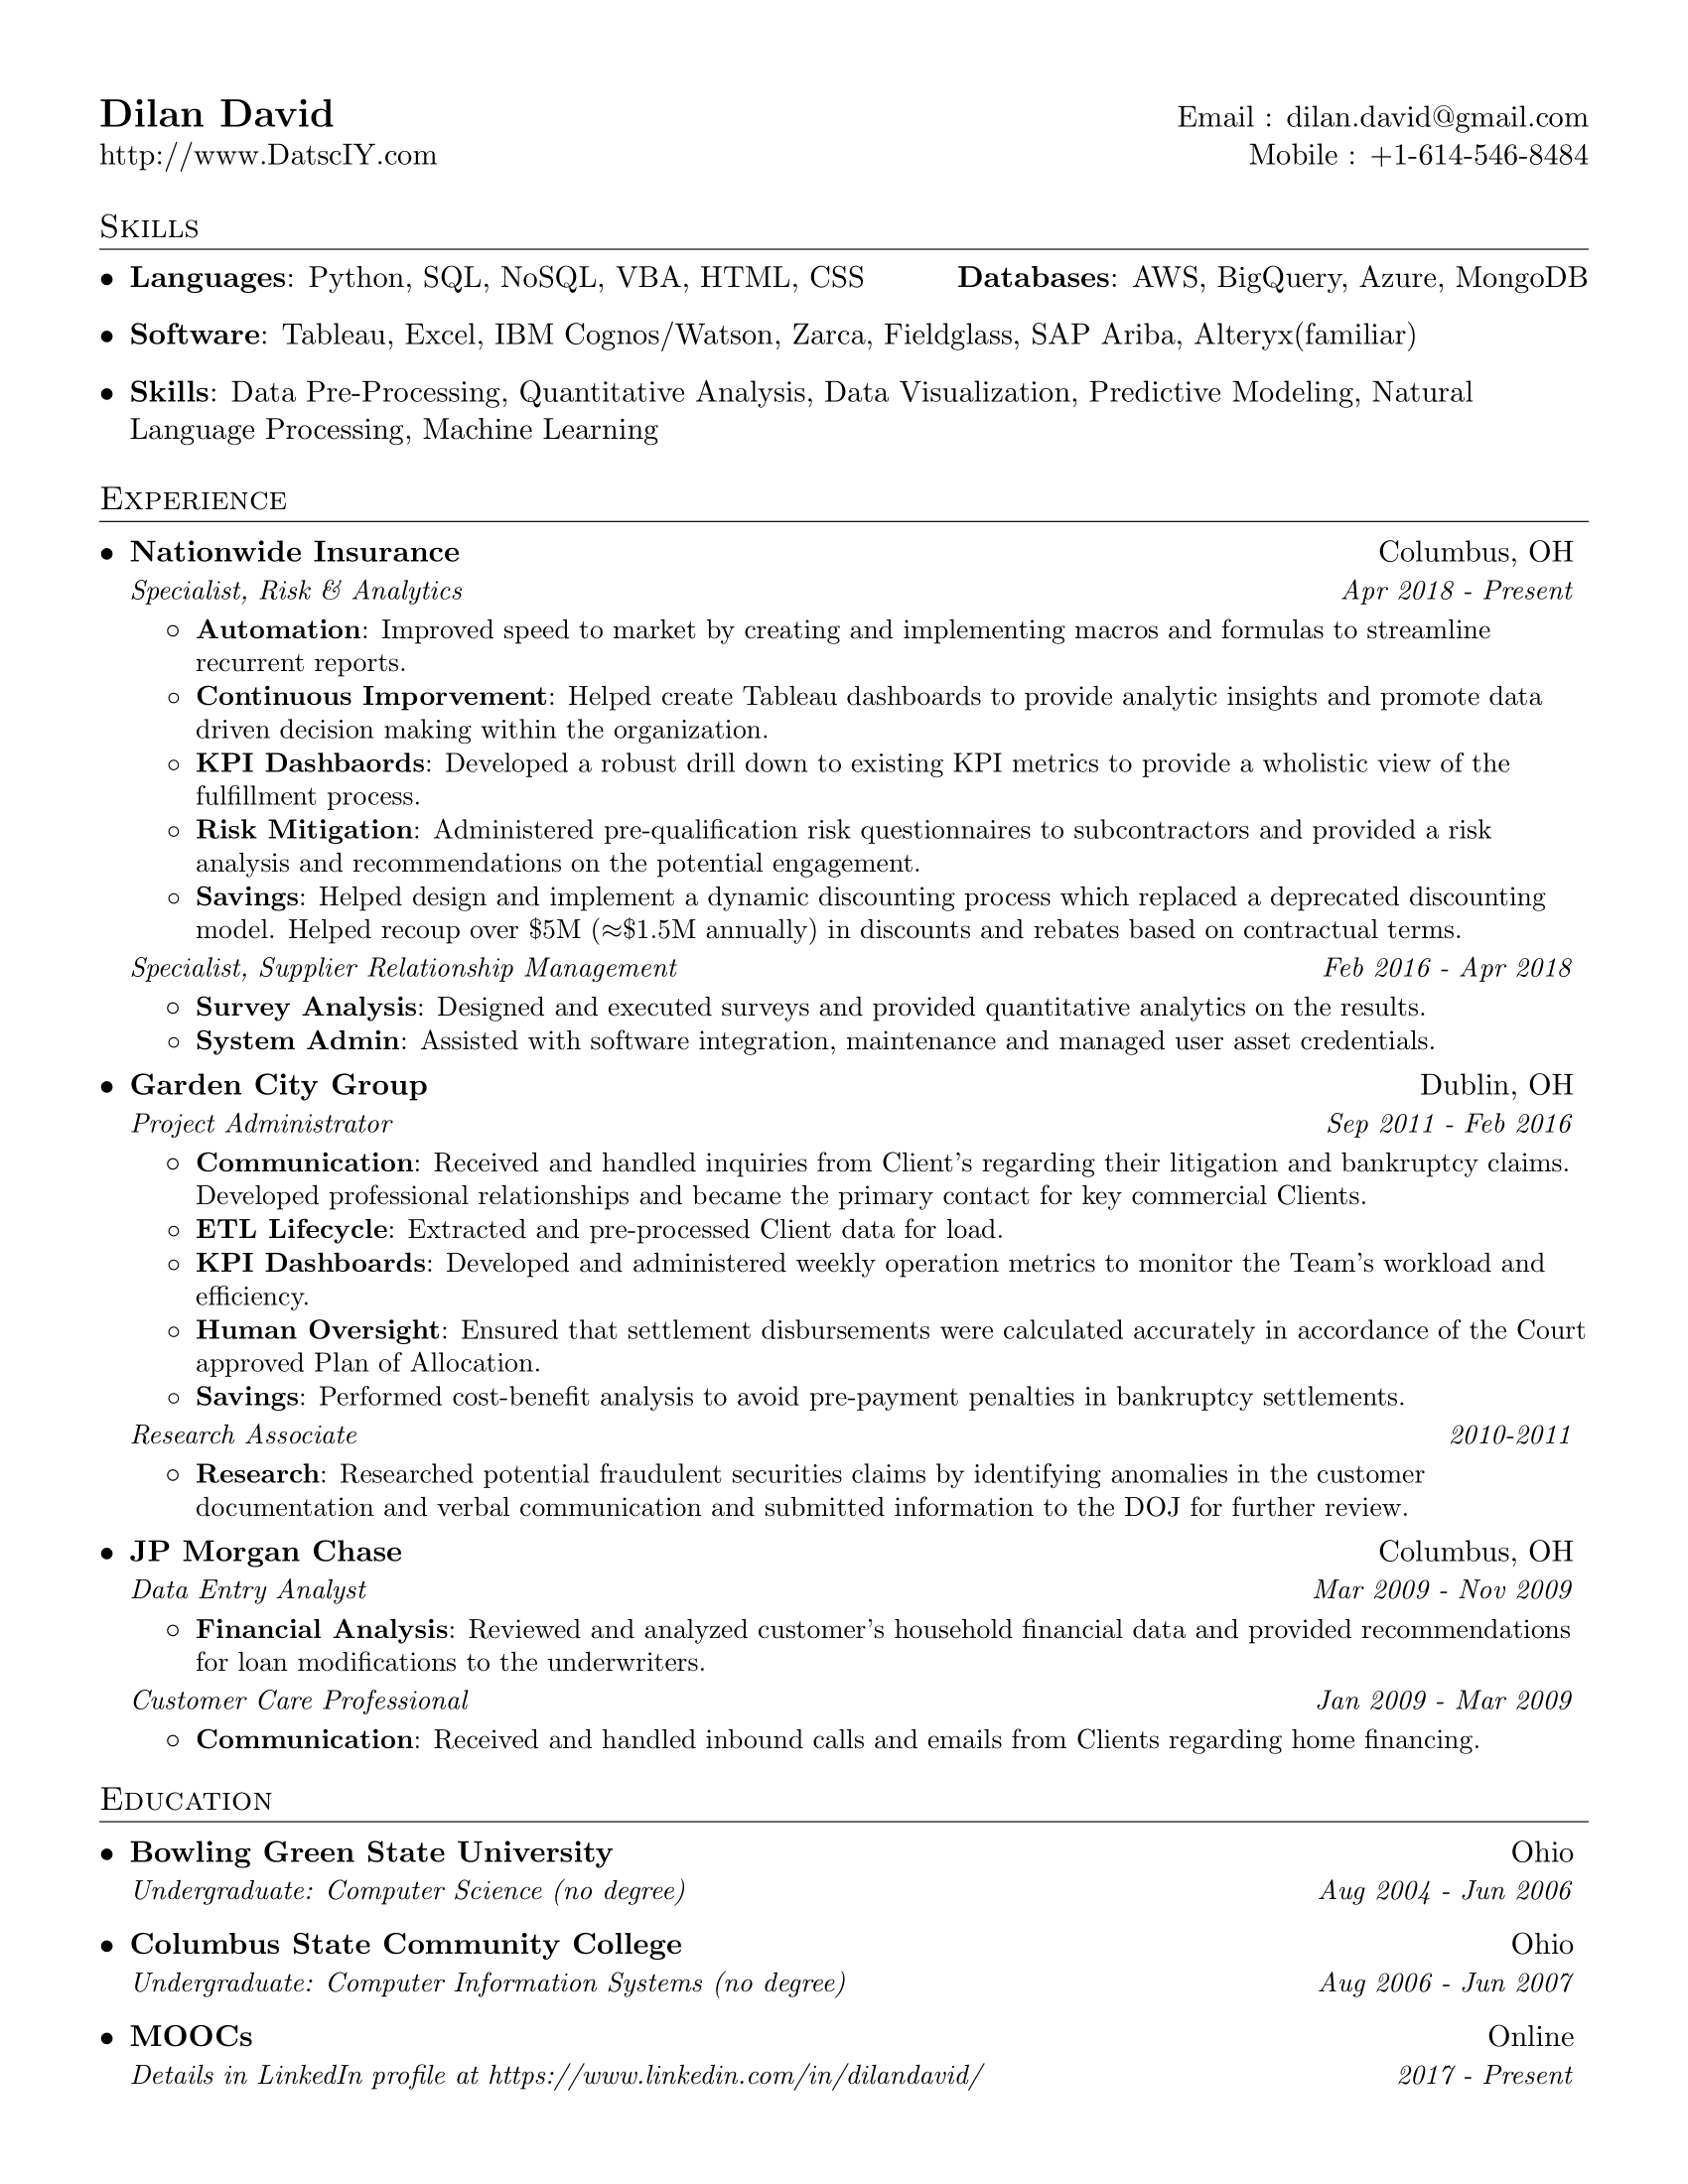 Dilan David
Email : dilan.david@gmail.com
http://www.DatscIY.com
Mobile : +1-614-546-8484
Skills
• Languages: Python, SQL, NoSQL, VBA, HTML, CSS Databases: AWS, BigQuery, Azure, MongoDB
• Software: Tableau, Excel, IBM Cognos/Watson, Zarca, Fieldglass, SAP Ariba, Alteryx(familiar)
• Skills: Data Pre-Processing, Quantitative Analysis, Data Visualization, Predictive Modeling, Natural
Language Processing, Machine Learning
Experience
• Nationwide Insurance Columbus, OH
Specialist, Risk & Analytics Apr 2018 - Present
◦ Automation: Improved speed to market by creating and implementing macros and formulas to streamline
recurrent reports.
◦ Continuous Imporvement: Helped create Tableau dashboards to provide analytic insights and promote data
driven decision making within the organization.
◦ KPI Dashbaords: Developed a robust drill down to existing KPI metrics to provide a wholistic view of the
fulfillment process.
◦ Risk Mitigation: Administered pre-qualification risk questionnaires to subcontractors and provided a risk
analysis and recommendations on the potential engagement.
◦ Savings: Helped design and implement a dynamic discounting process which replaced a deprecated discounting
model. Helped recoup over $5M (≈$1.5M annually) in discounts and rebates based on contractual terms.
Specialist, Supplier Relationship Management Feb 2016 - Apr 2018
◦ Survey Analysis: Designed and executed surveys and provided quantitative analytics on the results.
◦ System Admin: Assisted with software integration, maintenance and managed user asset credentials.
• Garden City Group Dublin, OH
Project Administrator Sep 2011 - Feb 2016
◦ Communication: Received and handled inquiries from Client's regarding their litigation and bankruptcy claims.
Developed professional relationships and became the primary contact for key commercial Clients.
◦ ETL Lifecycle: Extracted and pre-processed Client data for load.
◦ KPI Dashboards: Developed and administered weekly operation metrics to monitor the Team's workload and
efficiency.
◦ Human Oversight: Ensured that settlement disbursements were calculated accurately in accordance of the Court
approved Plan of Allocation.
◦ Savings: Performed cost-benefit analysis to avoid pre-payment penalties in bankruptcy settlements.
Research Associate 2010-2011
◦ Research: Researched potential fraudulent securities claims by identifying anomalies in the customer
documentation and verbal communication and submitted information to the DOJ for further review.
• JP Morgan Chase Columbus, OH
Data Entry Analyst Mar 2009 - Nov 2009
◦ Financial Analysis: Reviewed and analyzed customer's household financial data and provided recommendations
for loan modifications to the underwriters.
Customer Care Professional Jan 2009 - Mar 2009
◦ Communication: Received and handled inbound calls and emails from Clients regarding home financing.
Education
• Bowling Green State University Ohio
Undergraduate: Computer Science (no degree) Aug 2004 - Jun 2006
• Columbus State Community College Ohio
Undergraduate: Computer Information Systems (no degree) Aug 2006 - Jun 2007
• MOOCs Online
Details in LinkedIn profile at https://www.linkedin.com/in/dilandavid/ 2017 - Present